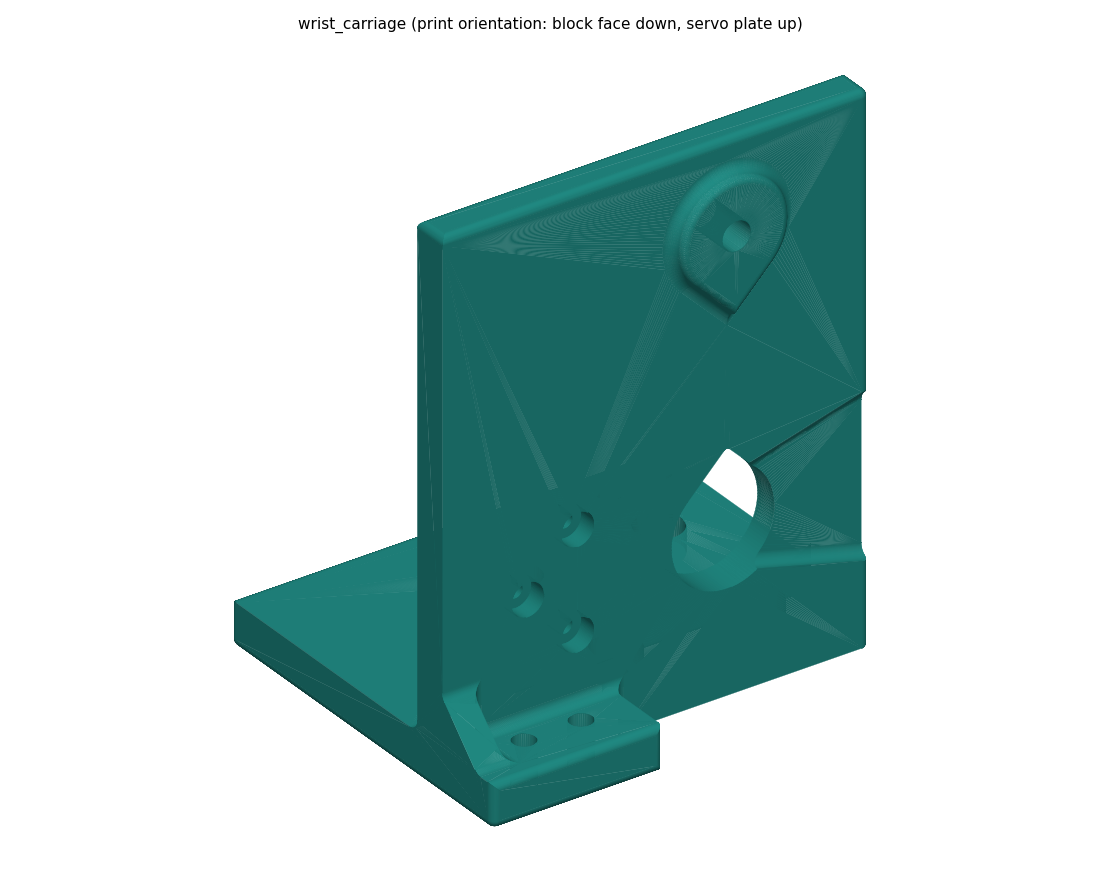 wrist_carriage (print orientation: block face down, servo plate up)